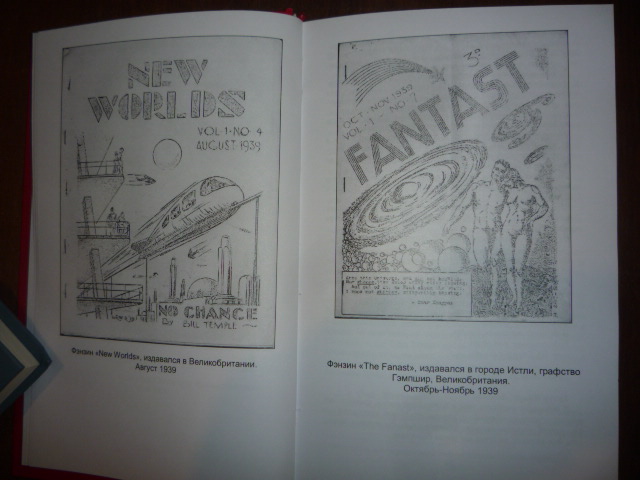 NEW
WORLDS
VOL·1·NO 4
AUGUST 1939
NO CHANCE
BY BILL TEMPLE
Фэнзин «New Worlds», издавался в Великобритании.
Август 1939
3ᴰ
OCT - NOV 1939
VOL·1·NO·7
FANTAST
Фэнзин «The Fanast», издавался в городе Истли, графство
Гэмпшир, Великобритания.
Октябрь-Ноябрь 1939